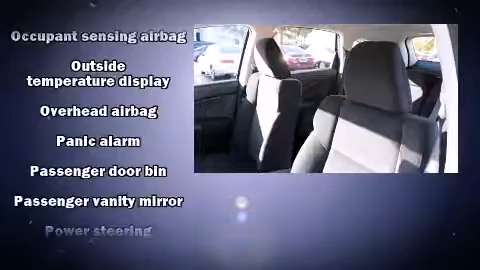 Occupant sensing airbag
Outside
temperature display
Overhead airbag
Panic alarm
Passenger door bin
Passenger vanity mirror
Power steering